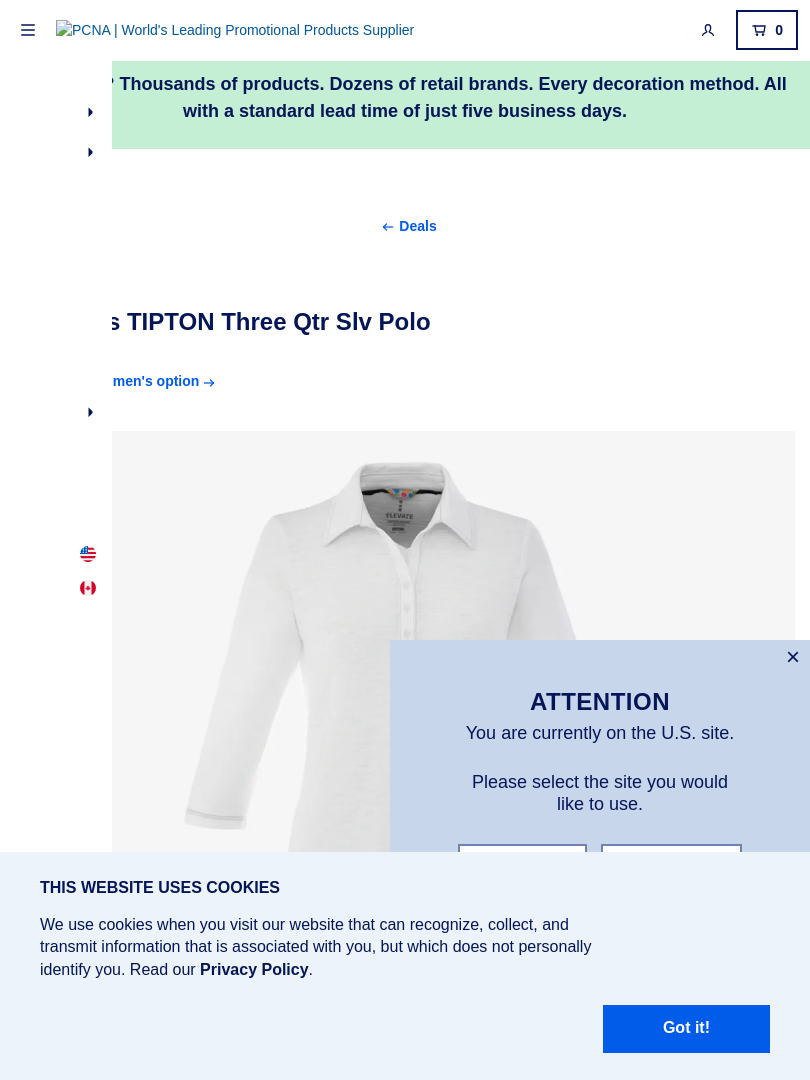 PCNA | World's Leading Promotional Products Supplier
0
? Thousands of products. Dozens of retail brands. Every decoration method. All
with a standard lead time of just five business days.
← Deals
s TIPTON Three Qtr Slv Polo
men's option →
ELEVATE
ATTENTION
You are currently on the U.S. site.
Please select the site you would
like to use.
THIS WEBSITE USES COOKIES
We use cookies when you visit our website that can recognize, collect, and
transmit information that is associated with you, but which does not personally
identify you. Read our Privacy Policy.
Got it!